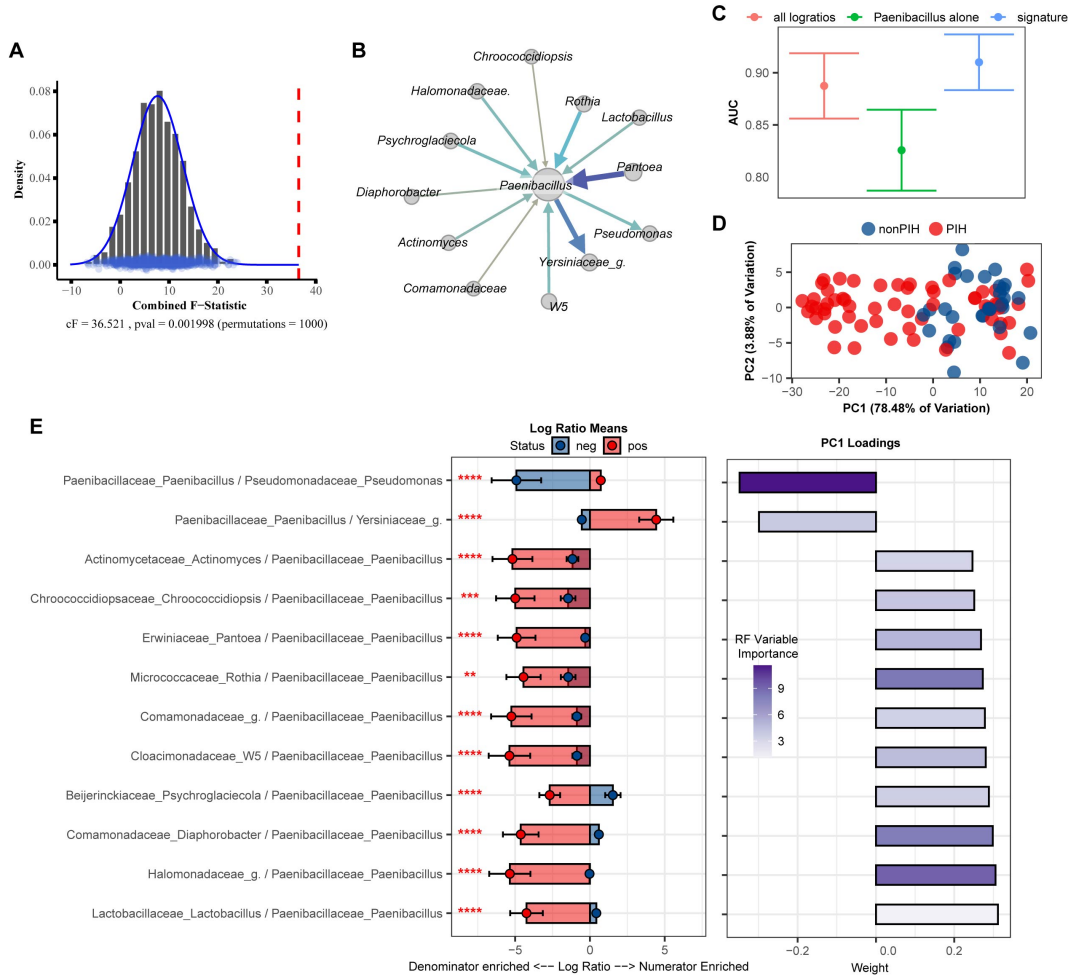 A
0.08
0.06
0.04
0.02
0.00
Density
−10 0 10 20 30 40
Combined F−Statistic
cF = 36.521 , pval = 0.001998 (permutations = 1000)
B
Chroococcidiopsis
Halomonadaceae.
Rothia
Lactobacillus
Psychroglaciecola
Pantoea
Paenibacillus
Diaphorobacter
Pseudomonas
Actinomyces
Yersiniaceae_g.
Comamonadaceae
W5
C
all logratios Paenibacillus alone signature
0.90
0.85
0.80
AUC
D
nonPIH PIH
5
0
−5
−10
PC2 (3.88% of Variation)
−30 −20 −10 0 10 20
PC1 (78.48% of Variation)
E
Log Ratio Means
Status neg pos
PC1 Loadings
Paenibacillaceae_Paenibacillus / Pseudomonadaceae_Pseudomonas ****
Paenibacillaceae_Paenibacillus / Yersiniaceae_g. ****
Actinomycetaceae_Actinomyces / Paenibacillaceae_Paenibacillus ****
Chroococcidiopsaceae_Chroococcidiopsis / Paenibacillaceae_Paenibacillus ***
Erwiniaceae_Pantoea / Paenibacillaceae_Paenibacillus ****
Micrococcaceae_Rothia / Paenibacillaceae_Paenibacillus **
Comamonadaceae_g. / Paenibacillaceae_Paenibacillus ****
Cloacimonadaceae_W5 / Paenibacillaceae_Paenibacillus ****
Beijerinckiaceae_Psychroglaciecola / Paenibacillaceae_Paenibacillus ****
Comamonadaceae_Diaphorobacter / Paenibacillaceae_Paenibacillus ****
Halomonadaceae_g. / Paenibacillaceae_Paenibacillus ****
Lactobacillaceae_Lactobacillus / Paenibacillaceae_Paenibacillus ****
−5 0 5
Denominator enriched <−− Log Ratio −−> Numerator Enriched
RF Variable
Importance
9
6
3
−0.2 0.0 0.2
Weight